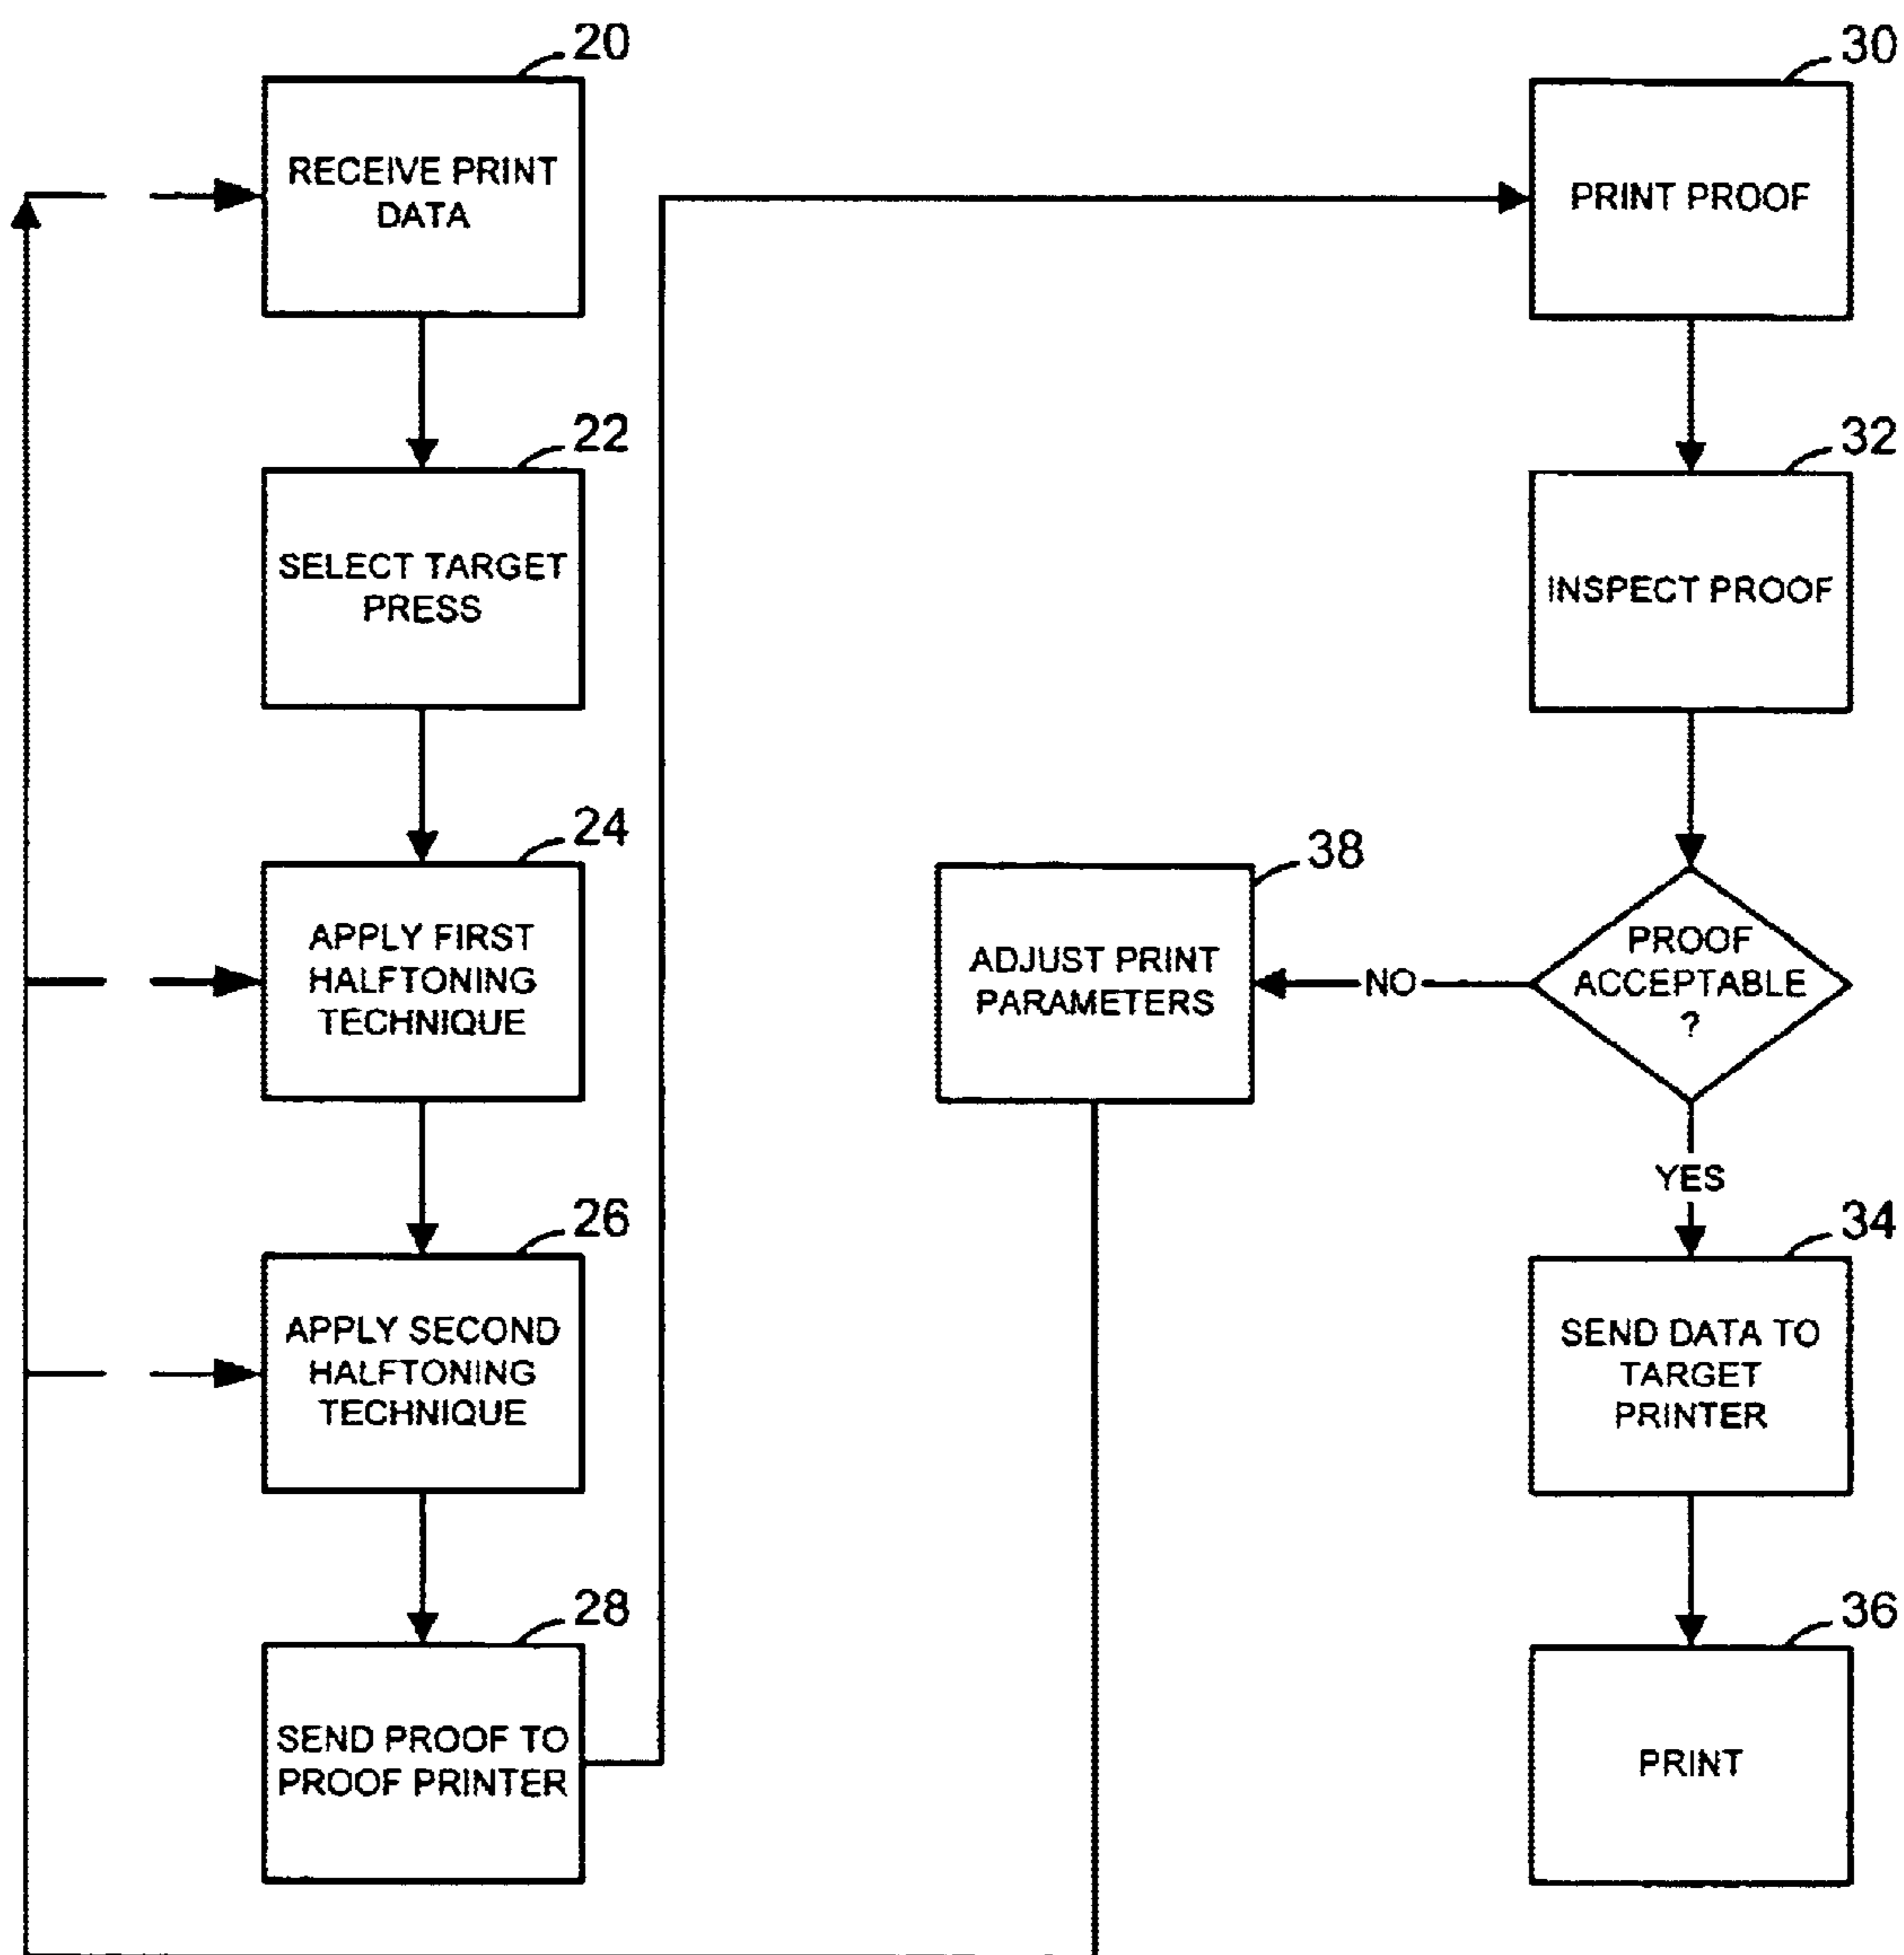 20
RECEIVE PRINT
DATA
22
SELECT TARGET
PRESS
24
APPLY FIRST
HALFTONING
TECHNIQUE
26
APPLY SECOND
HALFTONING
TECHNIQUE
28
SEND PROOF TO
PROOF PRINTER
30
PRINT PROOF
32
INSPECT PROOF
PROOF
ACCEPTABLE
?
NO
38
ADJUST PRINT
PARAMETERS
YES
34
SEND DATA TO
TARGET
PRINTER
36
PRINT